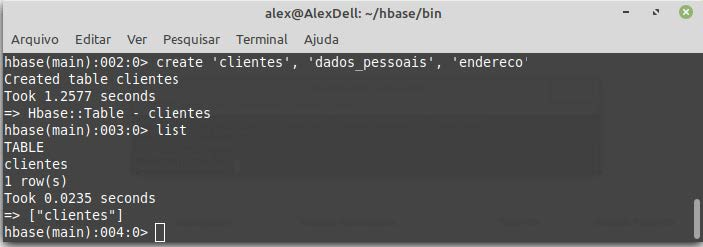 alex@AlexDell: ~/hbase/bin
Arquivo Editar Ver Pesquisar Terminal Ajuda
hbase(main):002:0> create 'clientes', 'dados_pessoais', 'endereco'
Created table clientes
Took 1.2577 seconds
=> Hbase::Table - clientes
hbase(main):003:0> list
TABLE
clientes
1 row(s)
Took 0.0235 seconds
=> ["clientes"]
hbase(main):004:0>